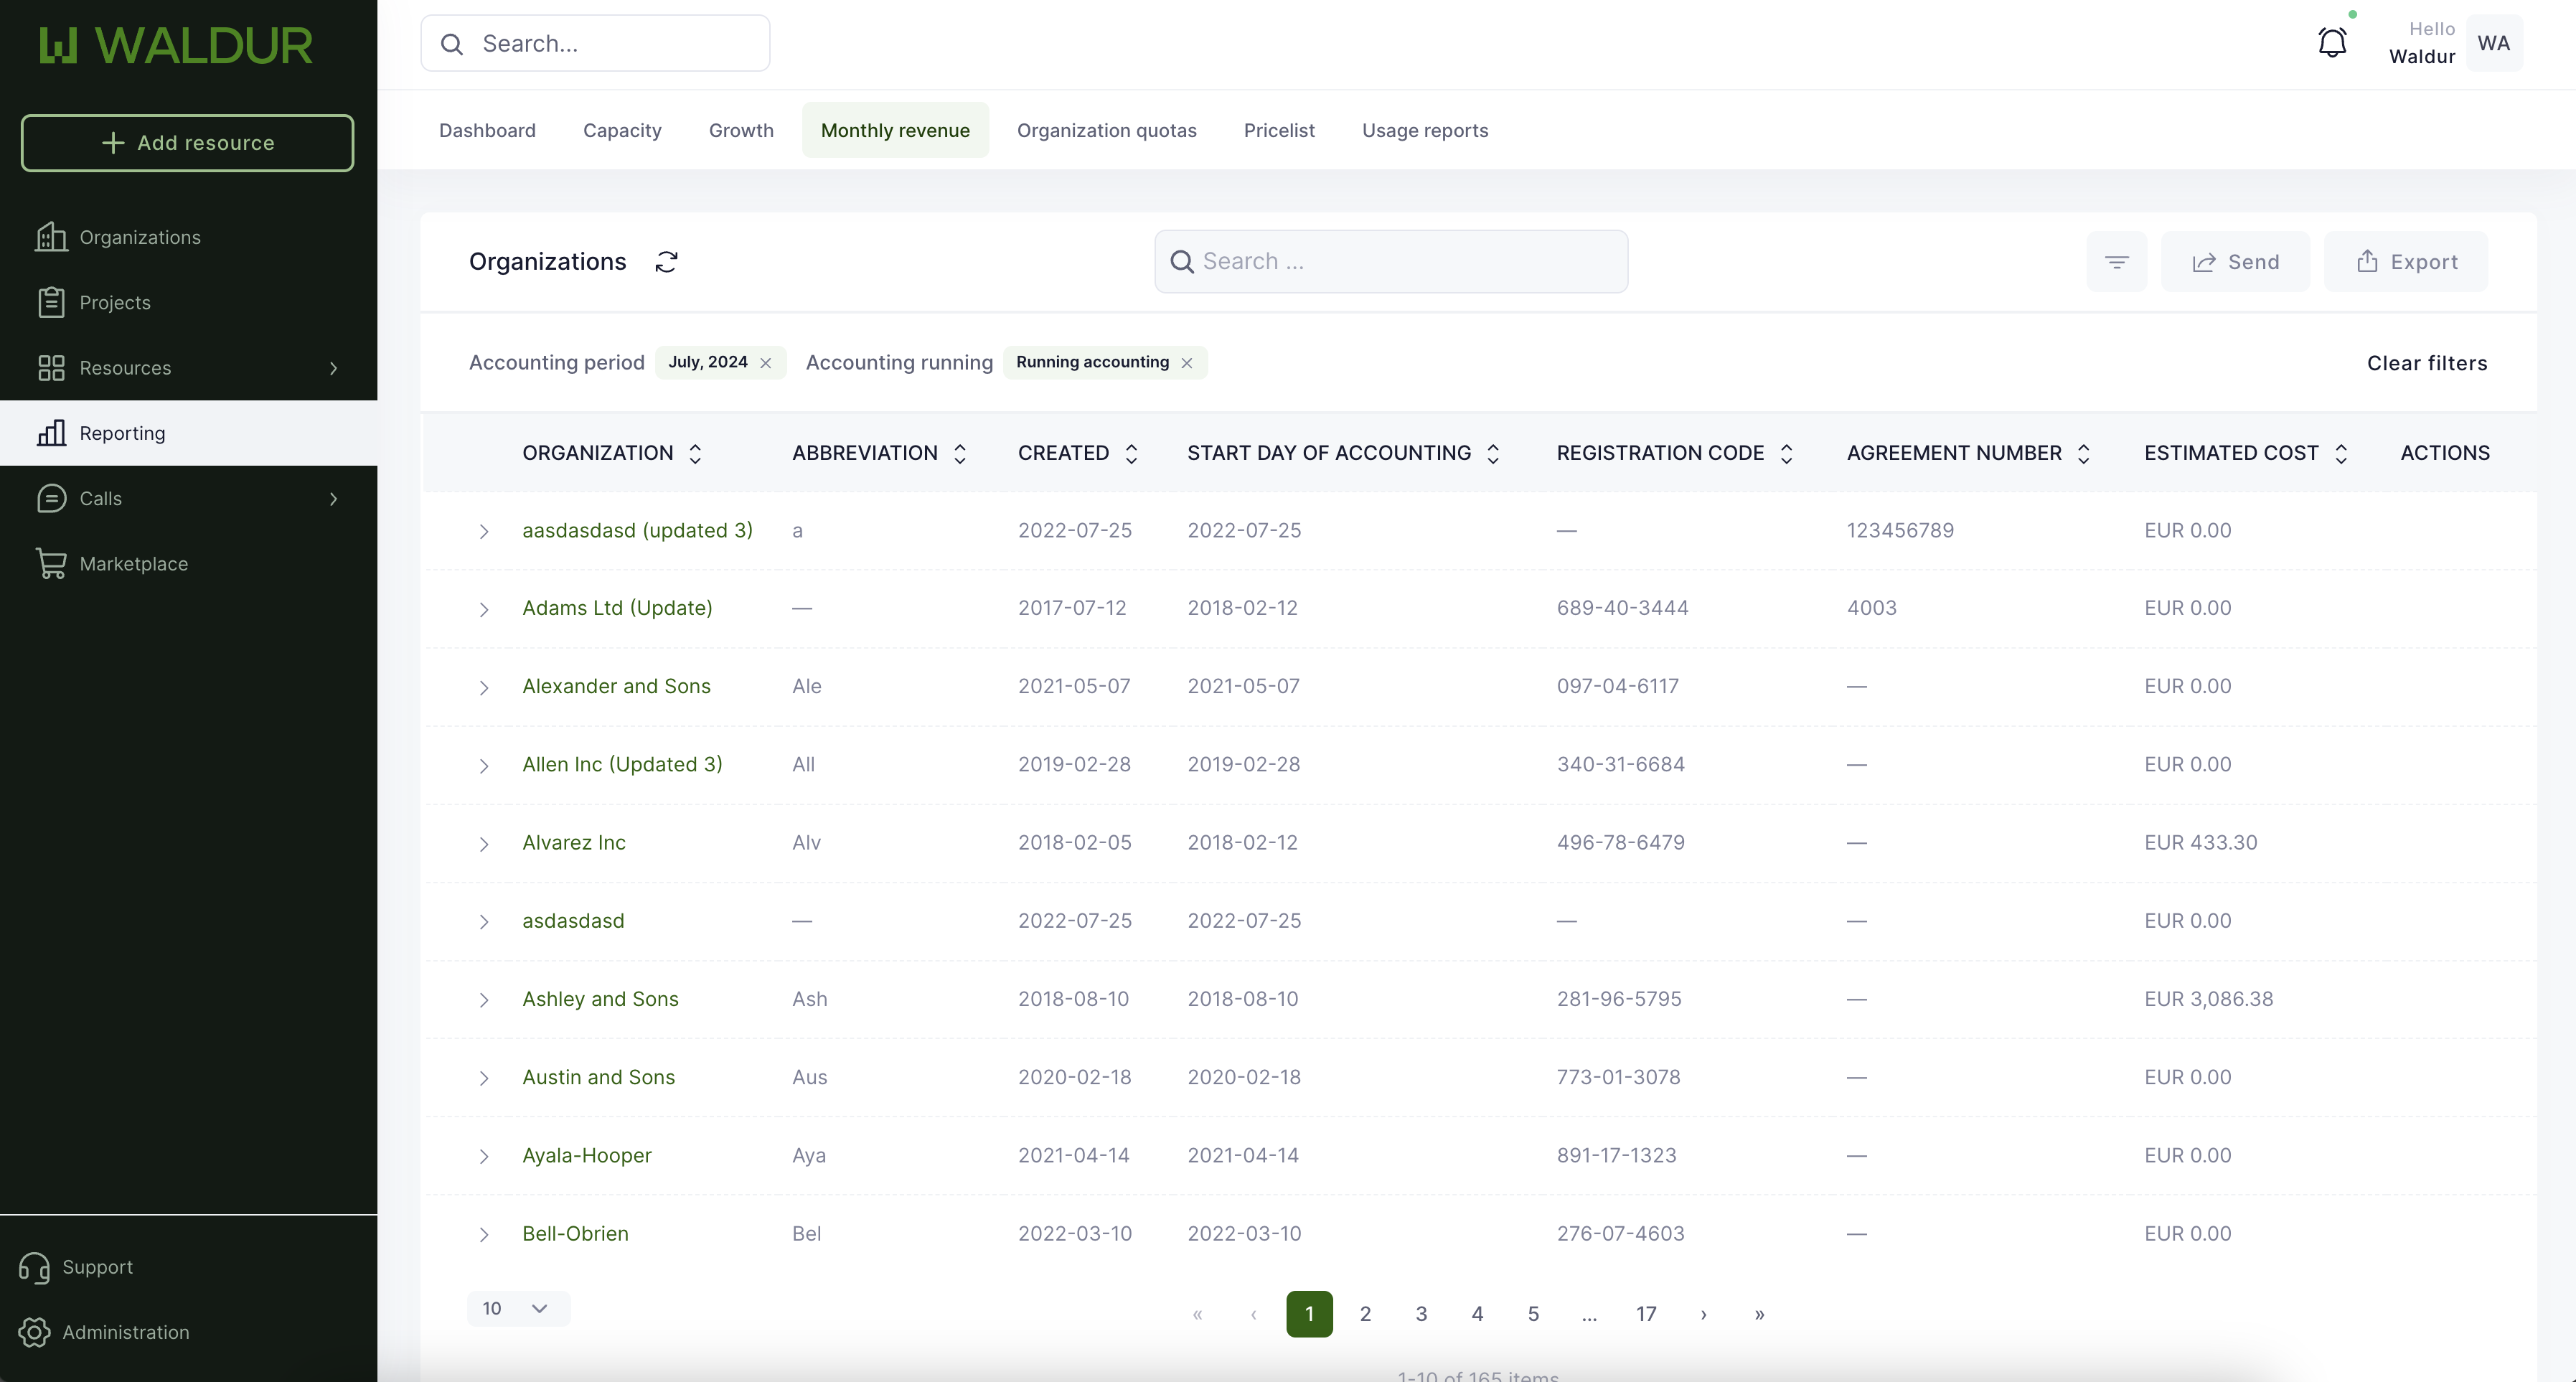 WALDUR
Search...
Hello
Waldur
WA
Add resource
Dashboard Capacity Growth Monthly revenue Organization quotas Pricelist Usage reports
Organizations
Projects
Resources
Reporting
Calls
Marketplace
Support
Administration
Organizations Search ... Send Export
Accounting period July, 2024 Accounting running Running accounting Clear filters
ORGANIZATION ABBREVIATION CREATED START DAY OF ACCOUNTING REGISTRATION CODE AGREEMENT NUMBER ESTIMATED COST ACTIONS
aasdasdasd (updated 3) a 2022-07-25 2022-07-25 — 123456789 EUR 0.00
Adams Ltd (Update) — 2017-07-12 2018-02-12 689-40-3444 4003 EUR 0.00
Alexander and Sons Ale 2021-05-07 2021-05-07 097-04-6117 — EUR 0.00
Allen Inc (Updated 3) All 2019-02-28 2019-02-28 340-31-6684 — EUR 0.00
Alvarez Inc Alv 2018-02-05 2018-02-12 496-78-6479 — EUR 433.30
asdasdasd — 2022-07-25 2022-07-25 — — EUR 0.00
Ashley and Sons Ash 2018-08-10 2018-08-10 281-96-5795 — EUR 3,086.38
Austin and Sons Aus 2020-02-18 2020-02-18 773-01-3078 — EUR 0.00
Ayala-Hooper Aya 2021-04-14 2021-04-14 891-17-1323 — EUR 0.00
Bell-Obrien Bel 2022-03-10 2022-03-10 276-07-4603 — EUR 0.00
10 « ‹ 1 2 3 4 5 ... 17 › »
1-10 of 165 items